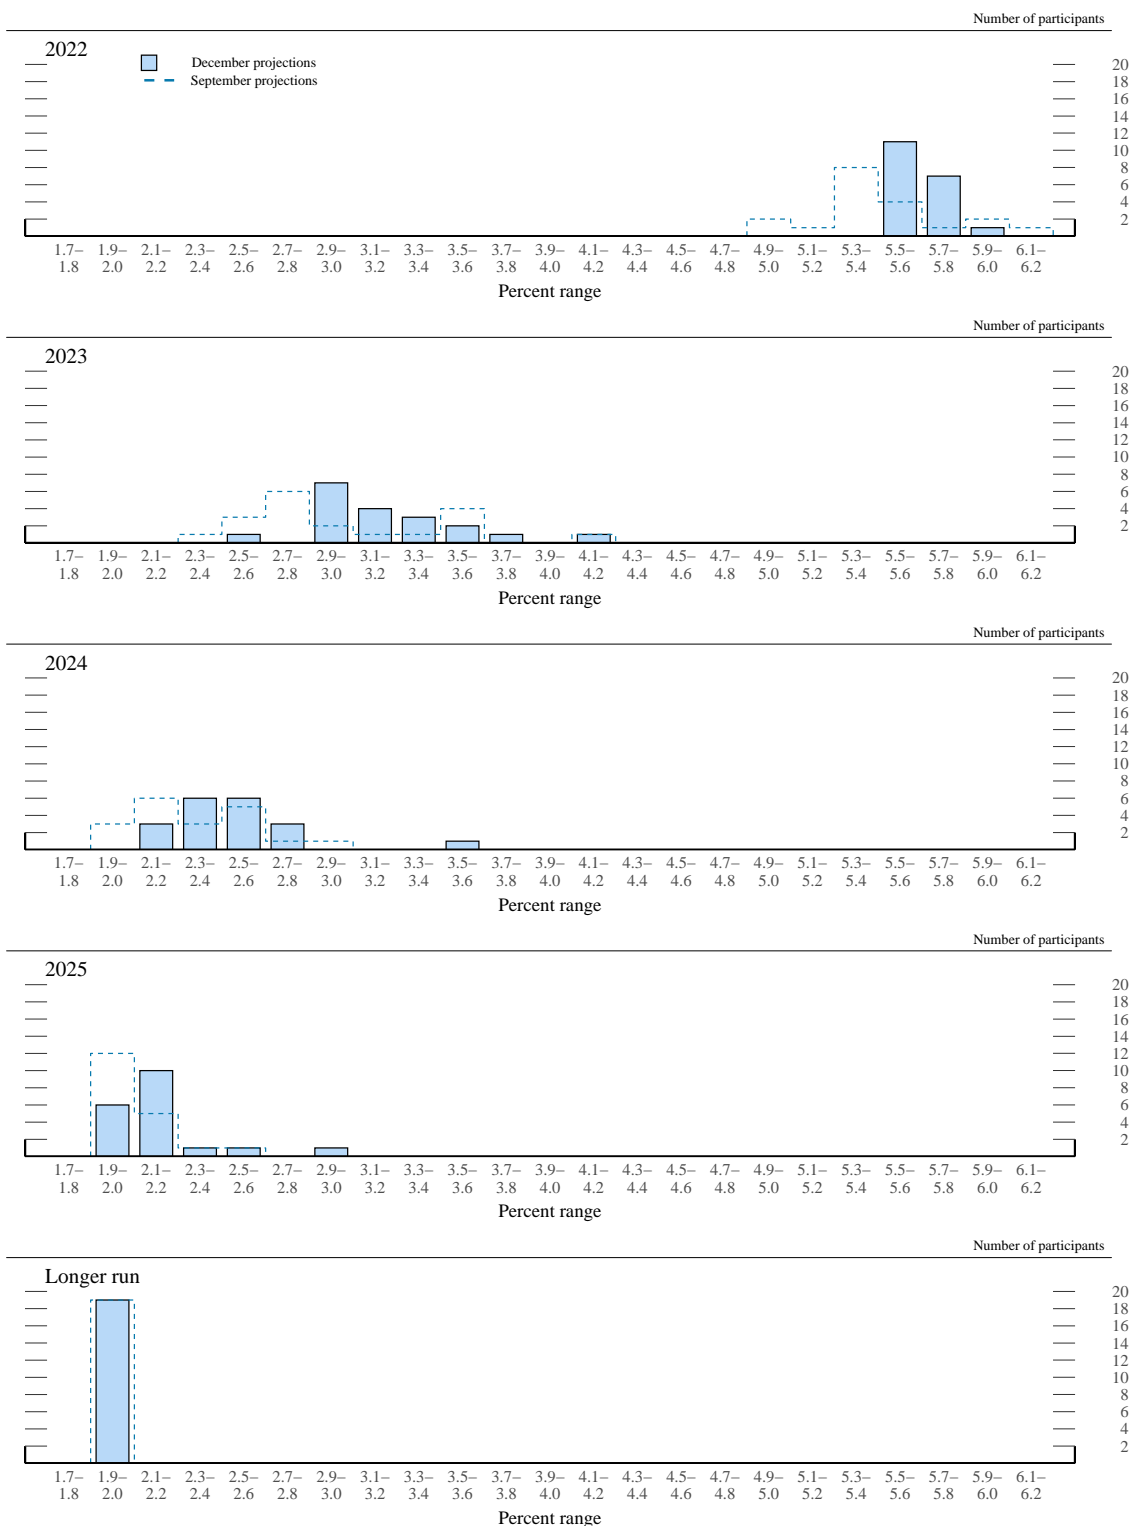 Number of participants
2022
December projections
September projections
20
18
16
14
12
10
8
6
4
2
1.7– 1.9– 2.1– 2.3– 2.5– 2.7– 2.9– 3.1– 3.3– 3.5– 3.7– 3.9– 4.1– 4.3– 4.5– 4.7– 4.9– 5.1– 5.3– 5.5– 5.7– 5.9– 6.1–
1.8 2.0 2.2 2.4 2.6 2.8 3.0 3.2 3.4 3.6 3.8 4.0 4.2 4.4 4.6 4.8 5.0 5.2 5.4 5.6 5.8 6.0 6.2
Percent range
Number of participants
2023
20
18
16
14
12
10
8
6
4
2
1.7– 1.9– 2.1– 2.3– 2.5– 2.7– 2.9– 3.1– 3.3– 3.5– 3.7– 3.9– 4.1– 4.3– 4.5– 4.7– 4.9– 5.1– 5.3– 5.5– 5.7– 5.9– 6.1–
1.8 2.0 2.2 2.4 2.6 2.8 3.0 3.2 3.4 3.6 3.8 4.0 4.2 4.4 4.6 4.8 5.0 5.2 5.4 5.6 5.8 6.0 6.2
Percent range
Number of participants
2024
20
18
16
14
12
10
8
6
4
2
1.7– 1.9– 2.1– 2.3– 2.5– 2.7– 2.9– 3.1– 3.3– 3.5– 3.7– 3.9– 4.1– 4.3– 4.5– 4.7– 4.9– 5.1– 5.3– 5.5– 5.7– 5.9– 6.1–
1.8 2.0 2.2 2.4 2.6 2.8 3.0 3.2 3.4 3.6 3.8 4.0 4.2 4.4 4.6 4.8 5.0 5.2 5.4 5.6 5.8 6.0 6.2
Percent range
Number of participants
2025
20
18
16
14
12
10
8
6
4
2
1.7– 1.9– 2.1– 2.3– 2.5– 2.7– 2.9– 3.1– 3.3– 3.5– 3.7– 3.9– 4.1– 4.3– 4.5– 4.7– 4.9– 5.1– 5.3– 5.5– 5.7– 5.9– 6.1–
1.8 2.0 2.2 2.4 2.6 2.8 3.0 3.2 3.4 3.6 3.8 4.0 4.2 4.4 4.6 4.8 5.0 5.2 5.4 5.6 5.8 6.0 6.2
Percent range
Number of participants
Longer run
20
18
16
14
12
10
8
6
4
2
1.7– 1.9– 2.1– 2.3– 2.5– 2.7– 2.9– 3.1– 3.3– 3.5– 3.7– 3.9– 4.1– 4.3– 4.5– 4.7– 4.9– 5.1– 5.3– 5.5– 5.7– 5.9– 6.1–
1.8 2.0 2.2 2.4 2.6 2.8 3.0 3.2 3.4 3.6 3.8 4.0 4.2 4.4 4.6 4.8 5.0 5.2 5.4 5.6 5.8 6.0 6.2
Percent range